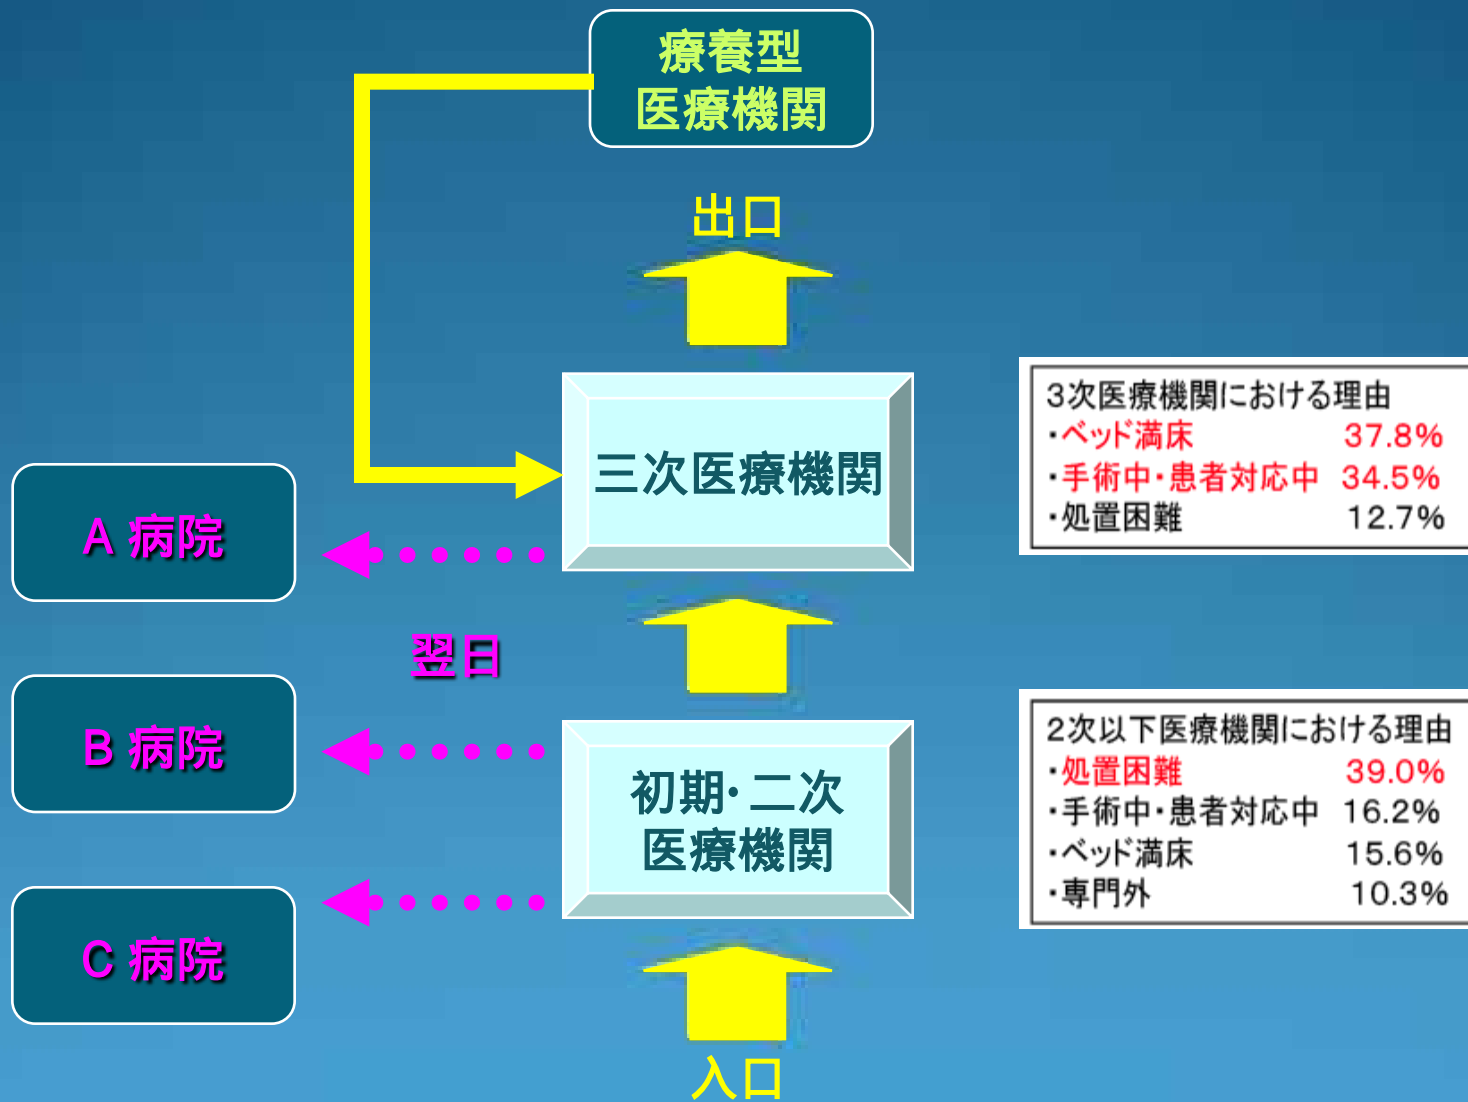 療養型
医療機関
出口
三次医療機関
3次医療機関における理由
・ベッド満床 37.8%
・手術中・患者対応中 34.5%
・処置困難 12.7%
A 病院
翌日
B 病院
初期・二次
医療機関
2次以下医療機関における理由
・処置困難 39.0%
・手術中・患者対応中 16.2%
・ベッド満床 15.6%
・専門外 10.3%
C 病院
入口